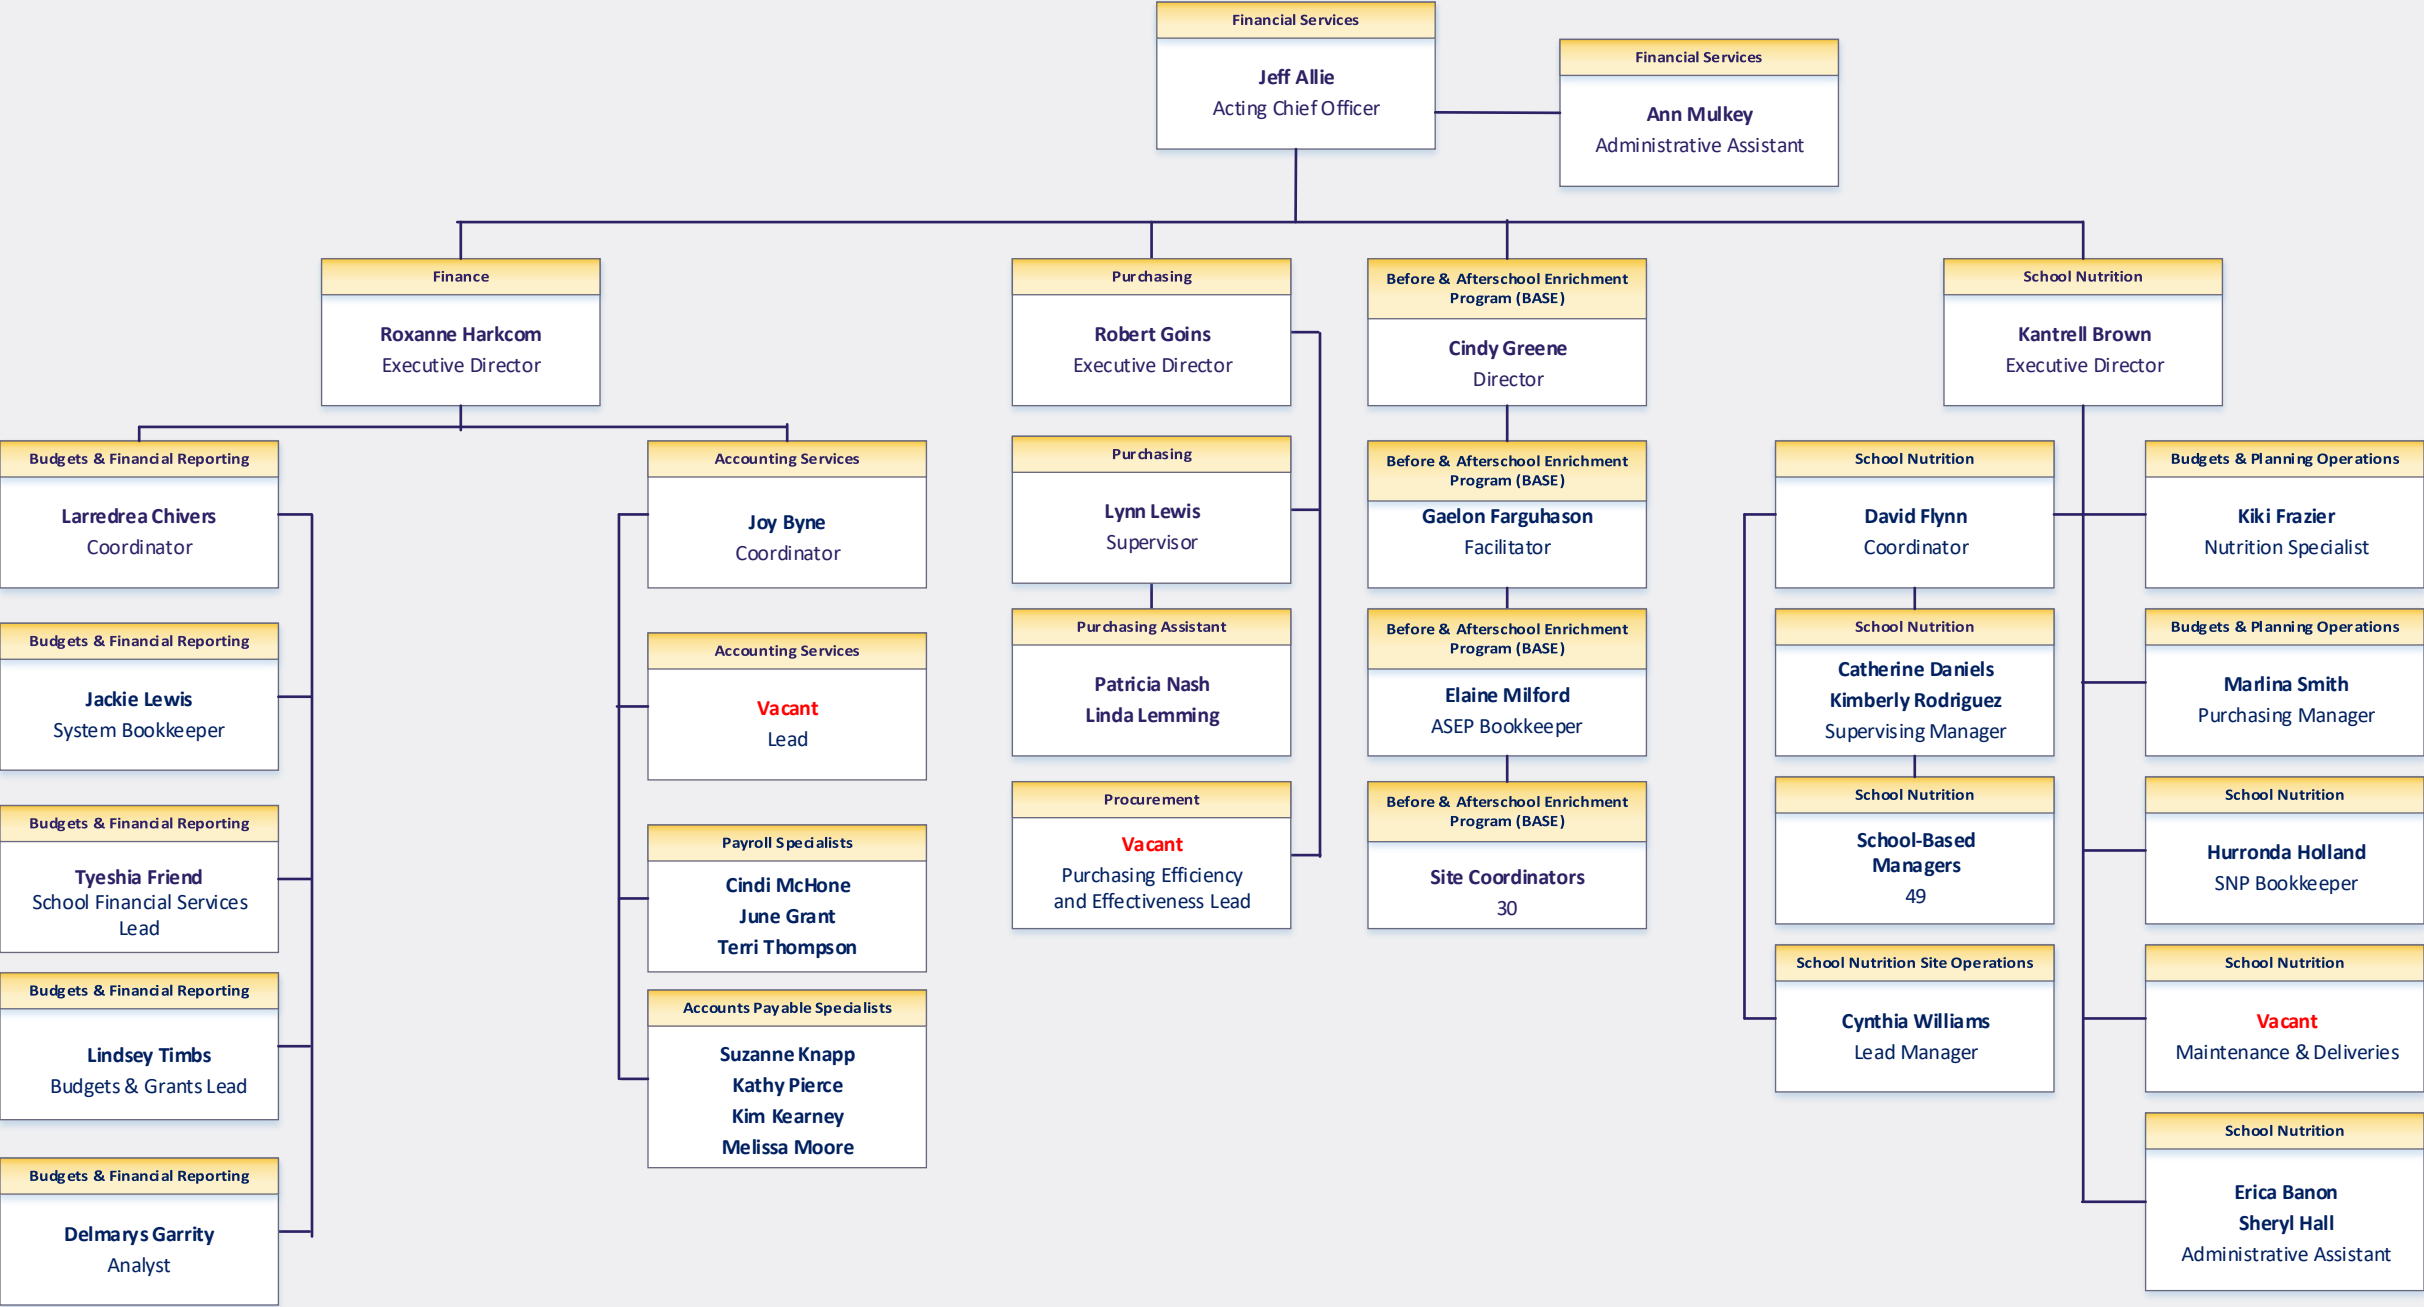 Financial Services
Jeff Allie
Acting Chief Officer
Financial Services
Ann Mulkey
Administrative Assistant
Finance
Roxanne Harkcom
Executive Director
Purchasing
Robert Goins
Executive Director
Before & Afterschool Enrichment
Program (BASE)
Cindy Greene
Director
School Nutrition
Kantrell Brown
Executive Director
Budgets & Financial Reporting
Larredrea Chivers
Coordinator
Budgets & Financial Reporting
Jackie Lewis
System Bookkeeper
Budgets & Financial Reporting
Tyeshia Friend
School Financial Services
Lead
Budgets & Financial Reporting
Lindsey Timbs
Budgets & Grants Lead
Budgets & Financial Reporting
Delmarys Garrity
Analyst
Accounting Services
Joy Byne
Coordinator
Accounting Services
Vacant
Lead
Payroll Specialists
Cindi McHone
June Grant
Terri Thompson
Accounts Payable Specialists
Suzanne Knapp
Kathy Pierce
Kim Kearney
Melissa Moore
Purchasing
Lynn Lewis
Supervisor
Purchasing Assistant
Patricia Nash
Linda Lemming
Procurement
Vacant
Purchasing Efficiency
and Effectiveness Lead
Before & Afterschool Enrichment
Program (BASE)
Gaelon Farguhason
Facilitator
Before & Afterschool Enrichment
Program (BASE)
Elaine Milford
ASEP Bookkeeper
Before & Afterschool Enrichment
Program (BASE)
Site Coordinators
30
School Nutrition
David Flynn
Coordinator
School Nutrition
Catherine Daniels
Kimberly Rodriguez
Supervising Manager
School Nutrition
School-Based
Managers
49
School Nutrition Site Operations
Cynthia Williams
Lead Manager
Budgets & Planning Operations
Kiki Frazier
Nutrition Specialist
Budgets & Planning Operations
Marlina Smith
Purchasing Manager
School Nutrition
Hurronda Holland
SNP Bookkeeper
School Nutrition
Vacant
Maintenance & Deliveries
School Nutrition
Erica Banon
Sheryl Hall
Administrative Assistant